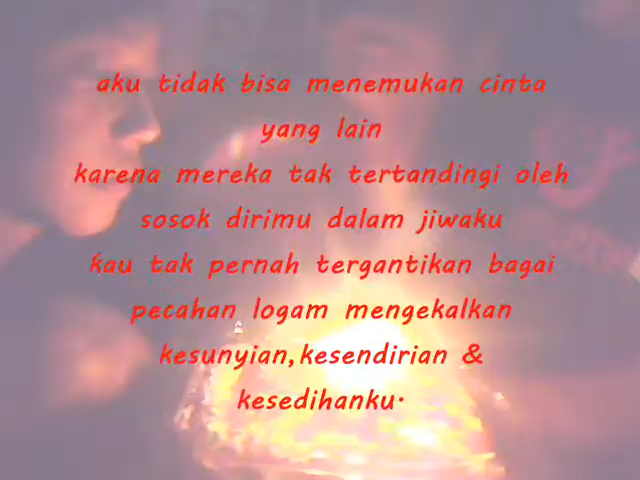 aku tidak bisa menemukan cinta
yang lain
karena mereka tak tertandingi oleh
sosok dirimu dalam jiwaku
kau tak pernah tergantikan bagai
pecahan logam mengekalkan
kesunyian,kesendirian &
kesedihanku.